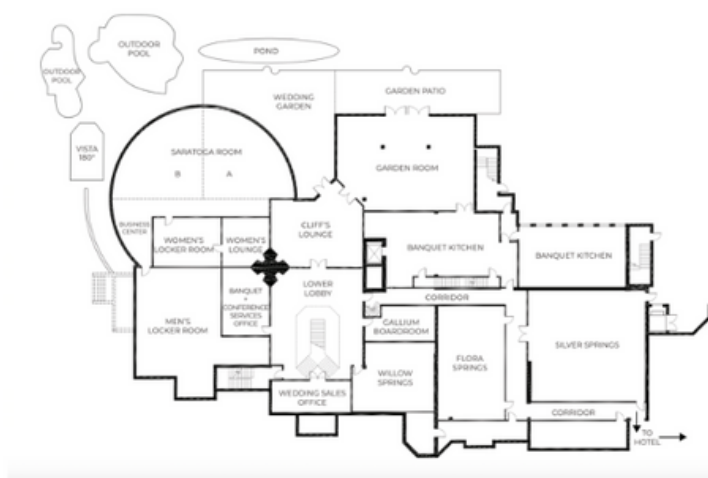 OUTDOOR
POOL
OUTDOOR
POOL
POND
WEDDING
GARDEN
GARDEN PATIO
VISTA
180°
SARATOGA ROOM
B
A
GARDEN ROOM
BUSINESS
CENTER
WOMEN'S
LOCKER ROOM
WOMEN'S
LOUNGE
CLIFF'S
LOUNGE
BANQUET KITCHEN
BANQUET KITCHEN
MEN'S
LOCKER ROOM
BANQUET
+
CONFERENCE
SERVICES
OFFICE
LOWER
LOBBY
CORRIDOR
GALLIUM
BOARDROOM
WILLOW
SPRINGS
FLORA
SPRINGS
SILVER SPRINGS
WEDDING SALES
OFFICE
CORRIDOR
TO
HOTEL